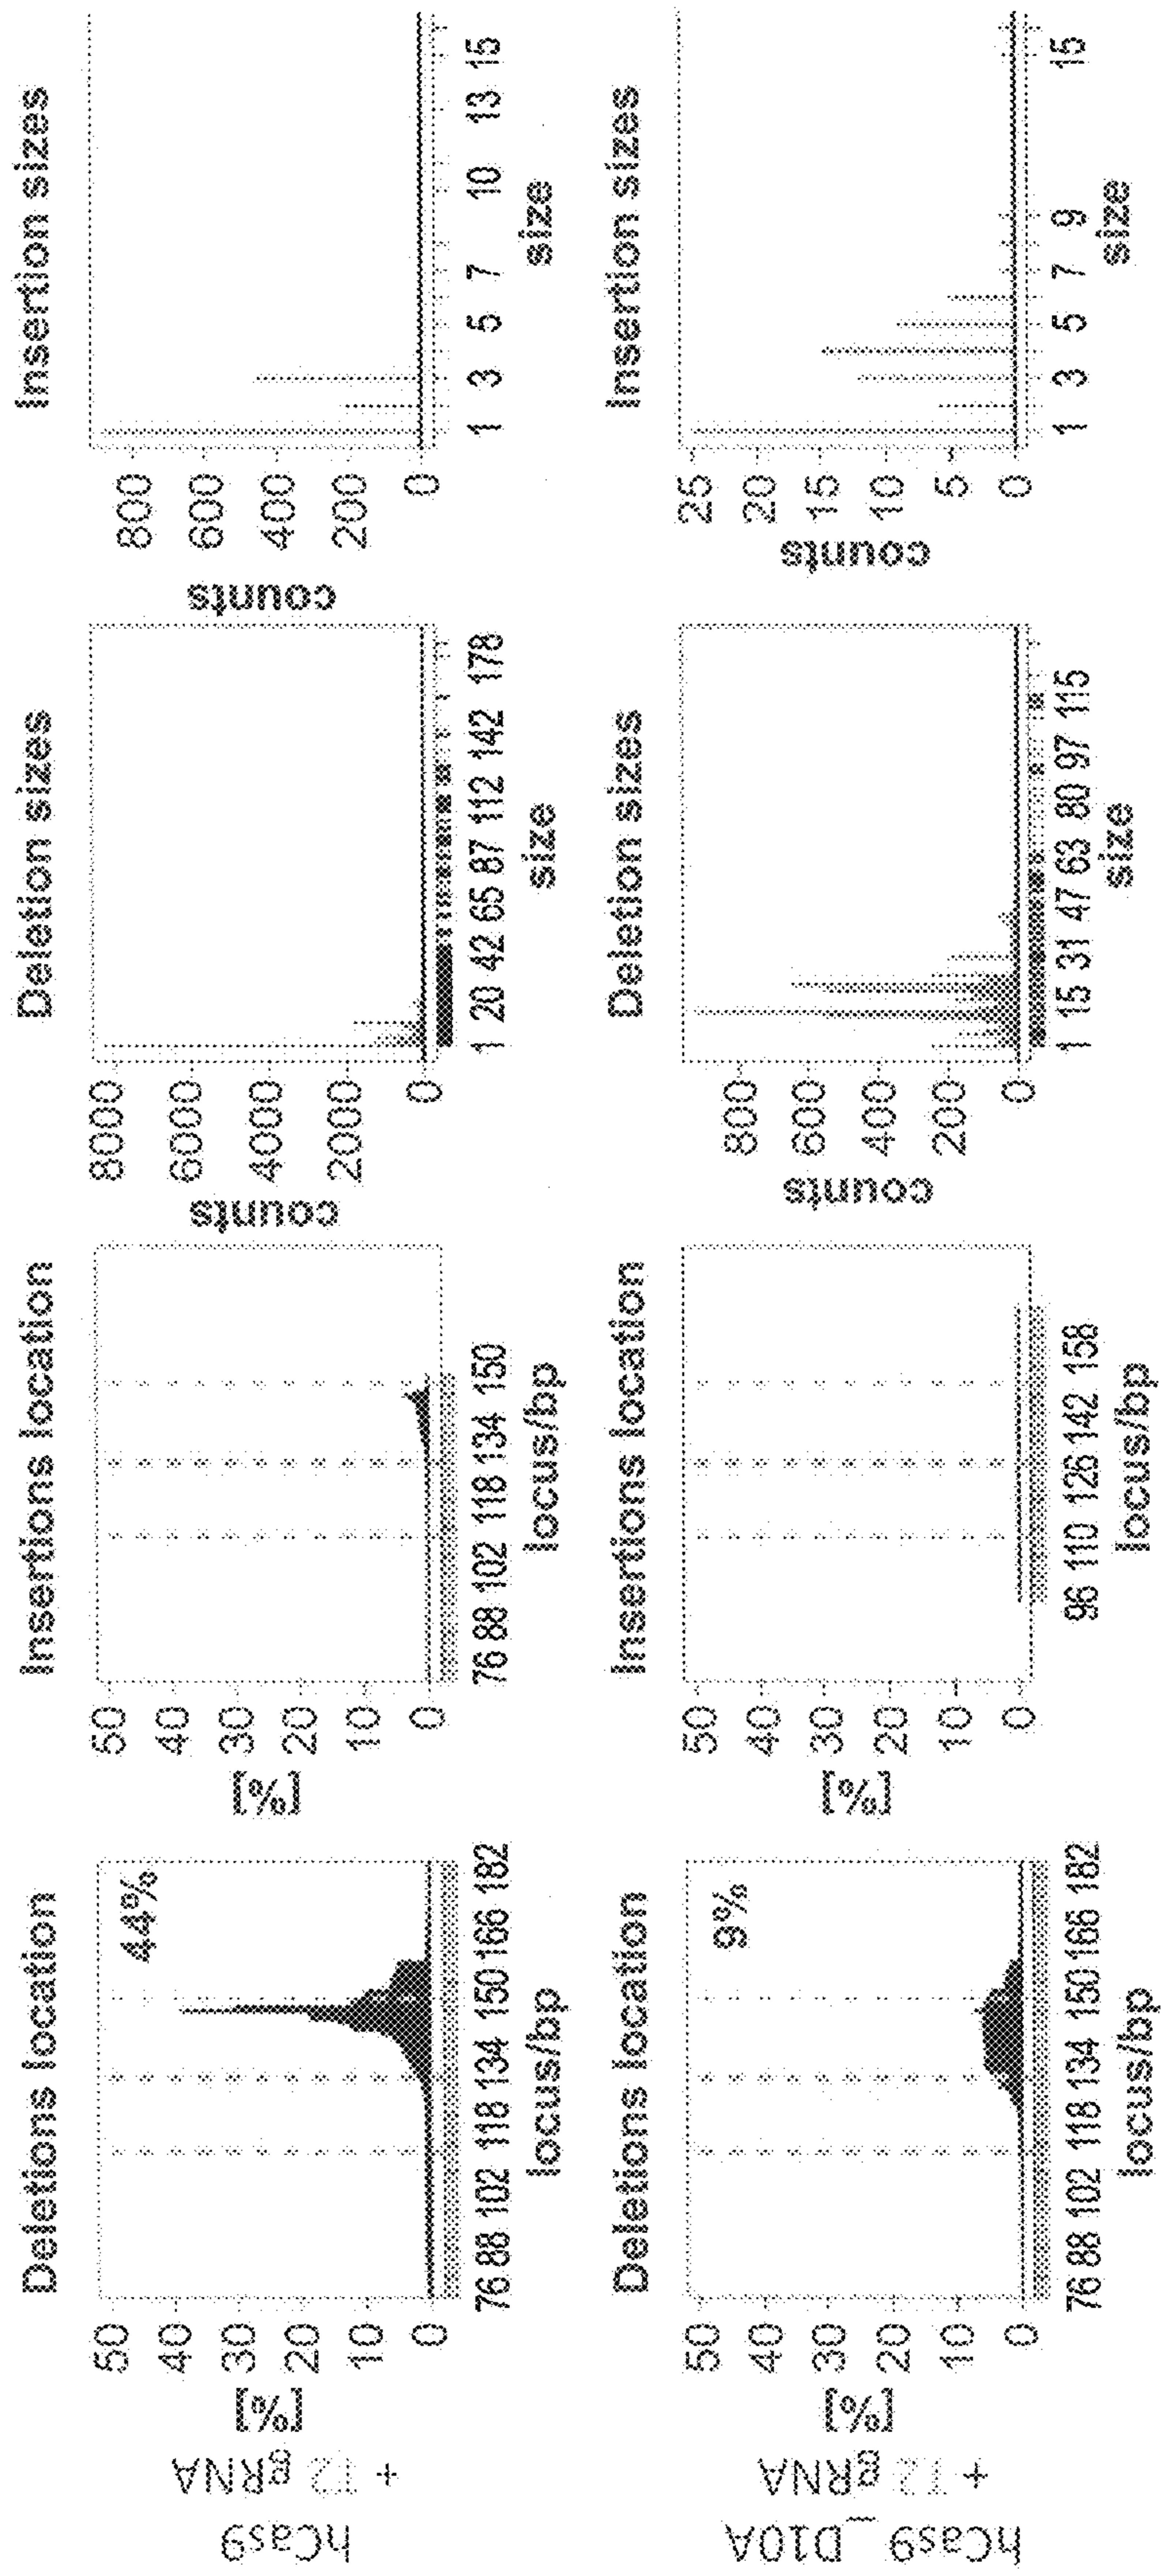 hCas9
+ T2 gRNA
Deletions location
[%]
50
40
30
20
10
0
44%
76 88 102 118 134 150 166 182
locus/bp
Insertions location
[%]
50
40
30
20
10
0
76 88 102 118 134 150
locus/bp
Deletion sizes
counts
8000
6000
4000
2000
0
1 20 42 65 87 112 142 178
size
Insertion sizes
counts
800
600
400
200
0
1 3 5 7 10 13 15
size
hCas9_D10A
+ T2 gRNA
Deletions location
[%]
50
40
30
20
10
0
9%
76 88 102 118 134 150 166 182
locus/bp
Insertions location
[%]
50
40
30
20
10
0
96 110 126 142 158
locus/bp
Deletion sizes
counts
800
600
400
200
0
1 15 31 47 63 80 97 115
size
Insertion sizes
counts
25
20
15
10
5
0
1 3 5 7 9 15
size